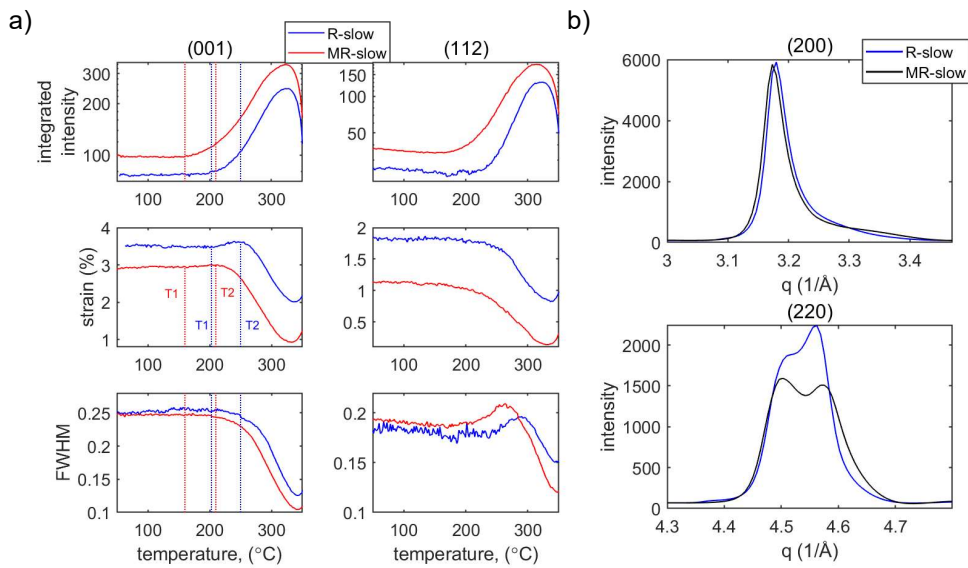 a)
(001)
R-slow
MR-slow
(112)
integrated
intensity
300
200
100
100 200 300
150
100
50
100 200 300
strain (%)
4
3
2
1
T1
T2
T1
T2
100 200 300
2
1.5
1
0.5
100 200 300
FWHM
0.25
0.2
0.15
0.1
100 200 300
temperature, (°C)
0.2
0.15
0.1
100 200 300
temperature, (°C)
b)
(200)
R-slow
MR-slow
intensity
6000
4000
2000
0
3 3.1 3.2 3.3 3.4
q (1/Å)
(220)
intensity
2000
1500
1000
500
0
4.3 4.4 4.5 4.6 4.7
q (1/Å)